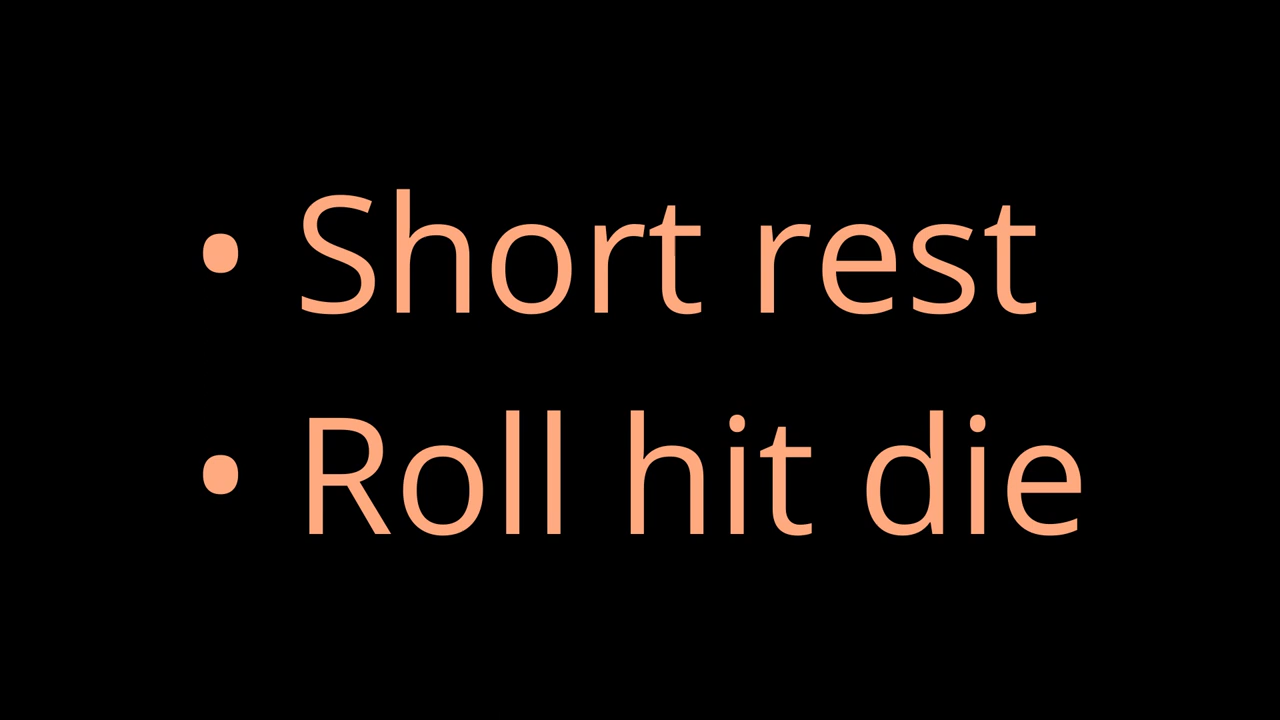 • Short rest
• Roll hit die